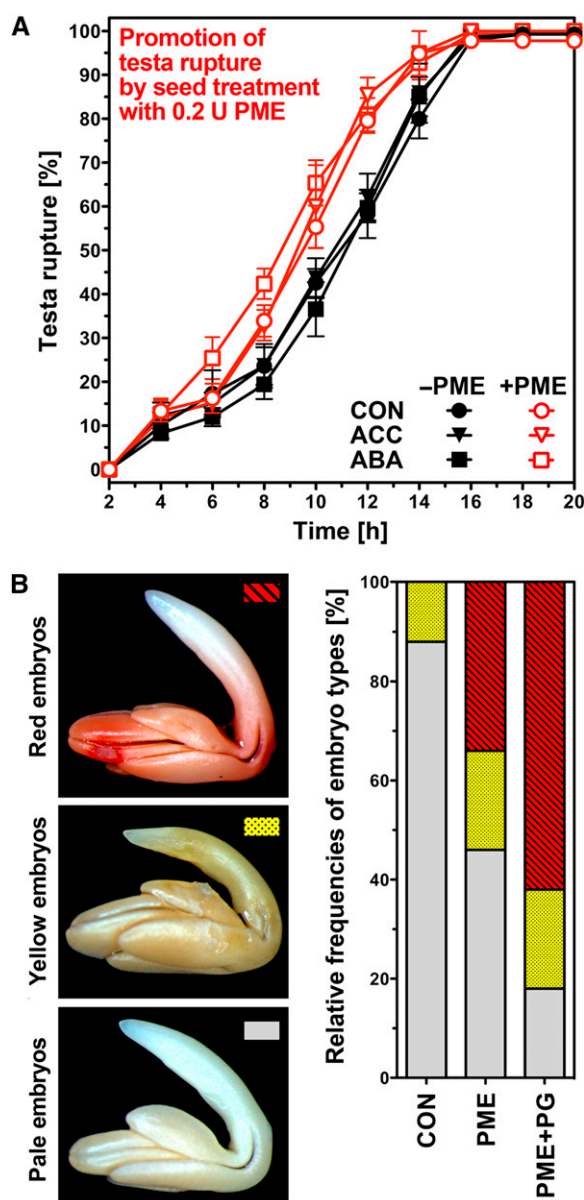 A
Promotion of
testa rupture
by seed treatment
with 0.2 U PME
Testa rupture [%]
100
90
80
70
60
50
40
30
20
10
0
–PME +PME
CON
ACC
ABA
2 4 6 8 10 12 14 16 18 20
Time [h]
B
Red embryos
Yellow embryos
Pale embryos
Relative frequencies of embryo types [%]
100
80
60
40
20
0
CON
PME
PME+PG